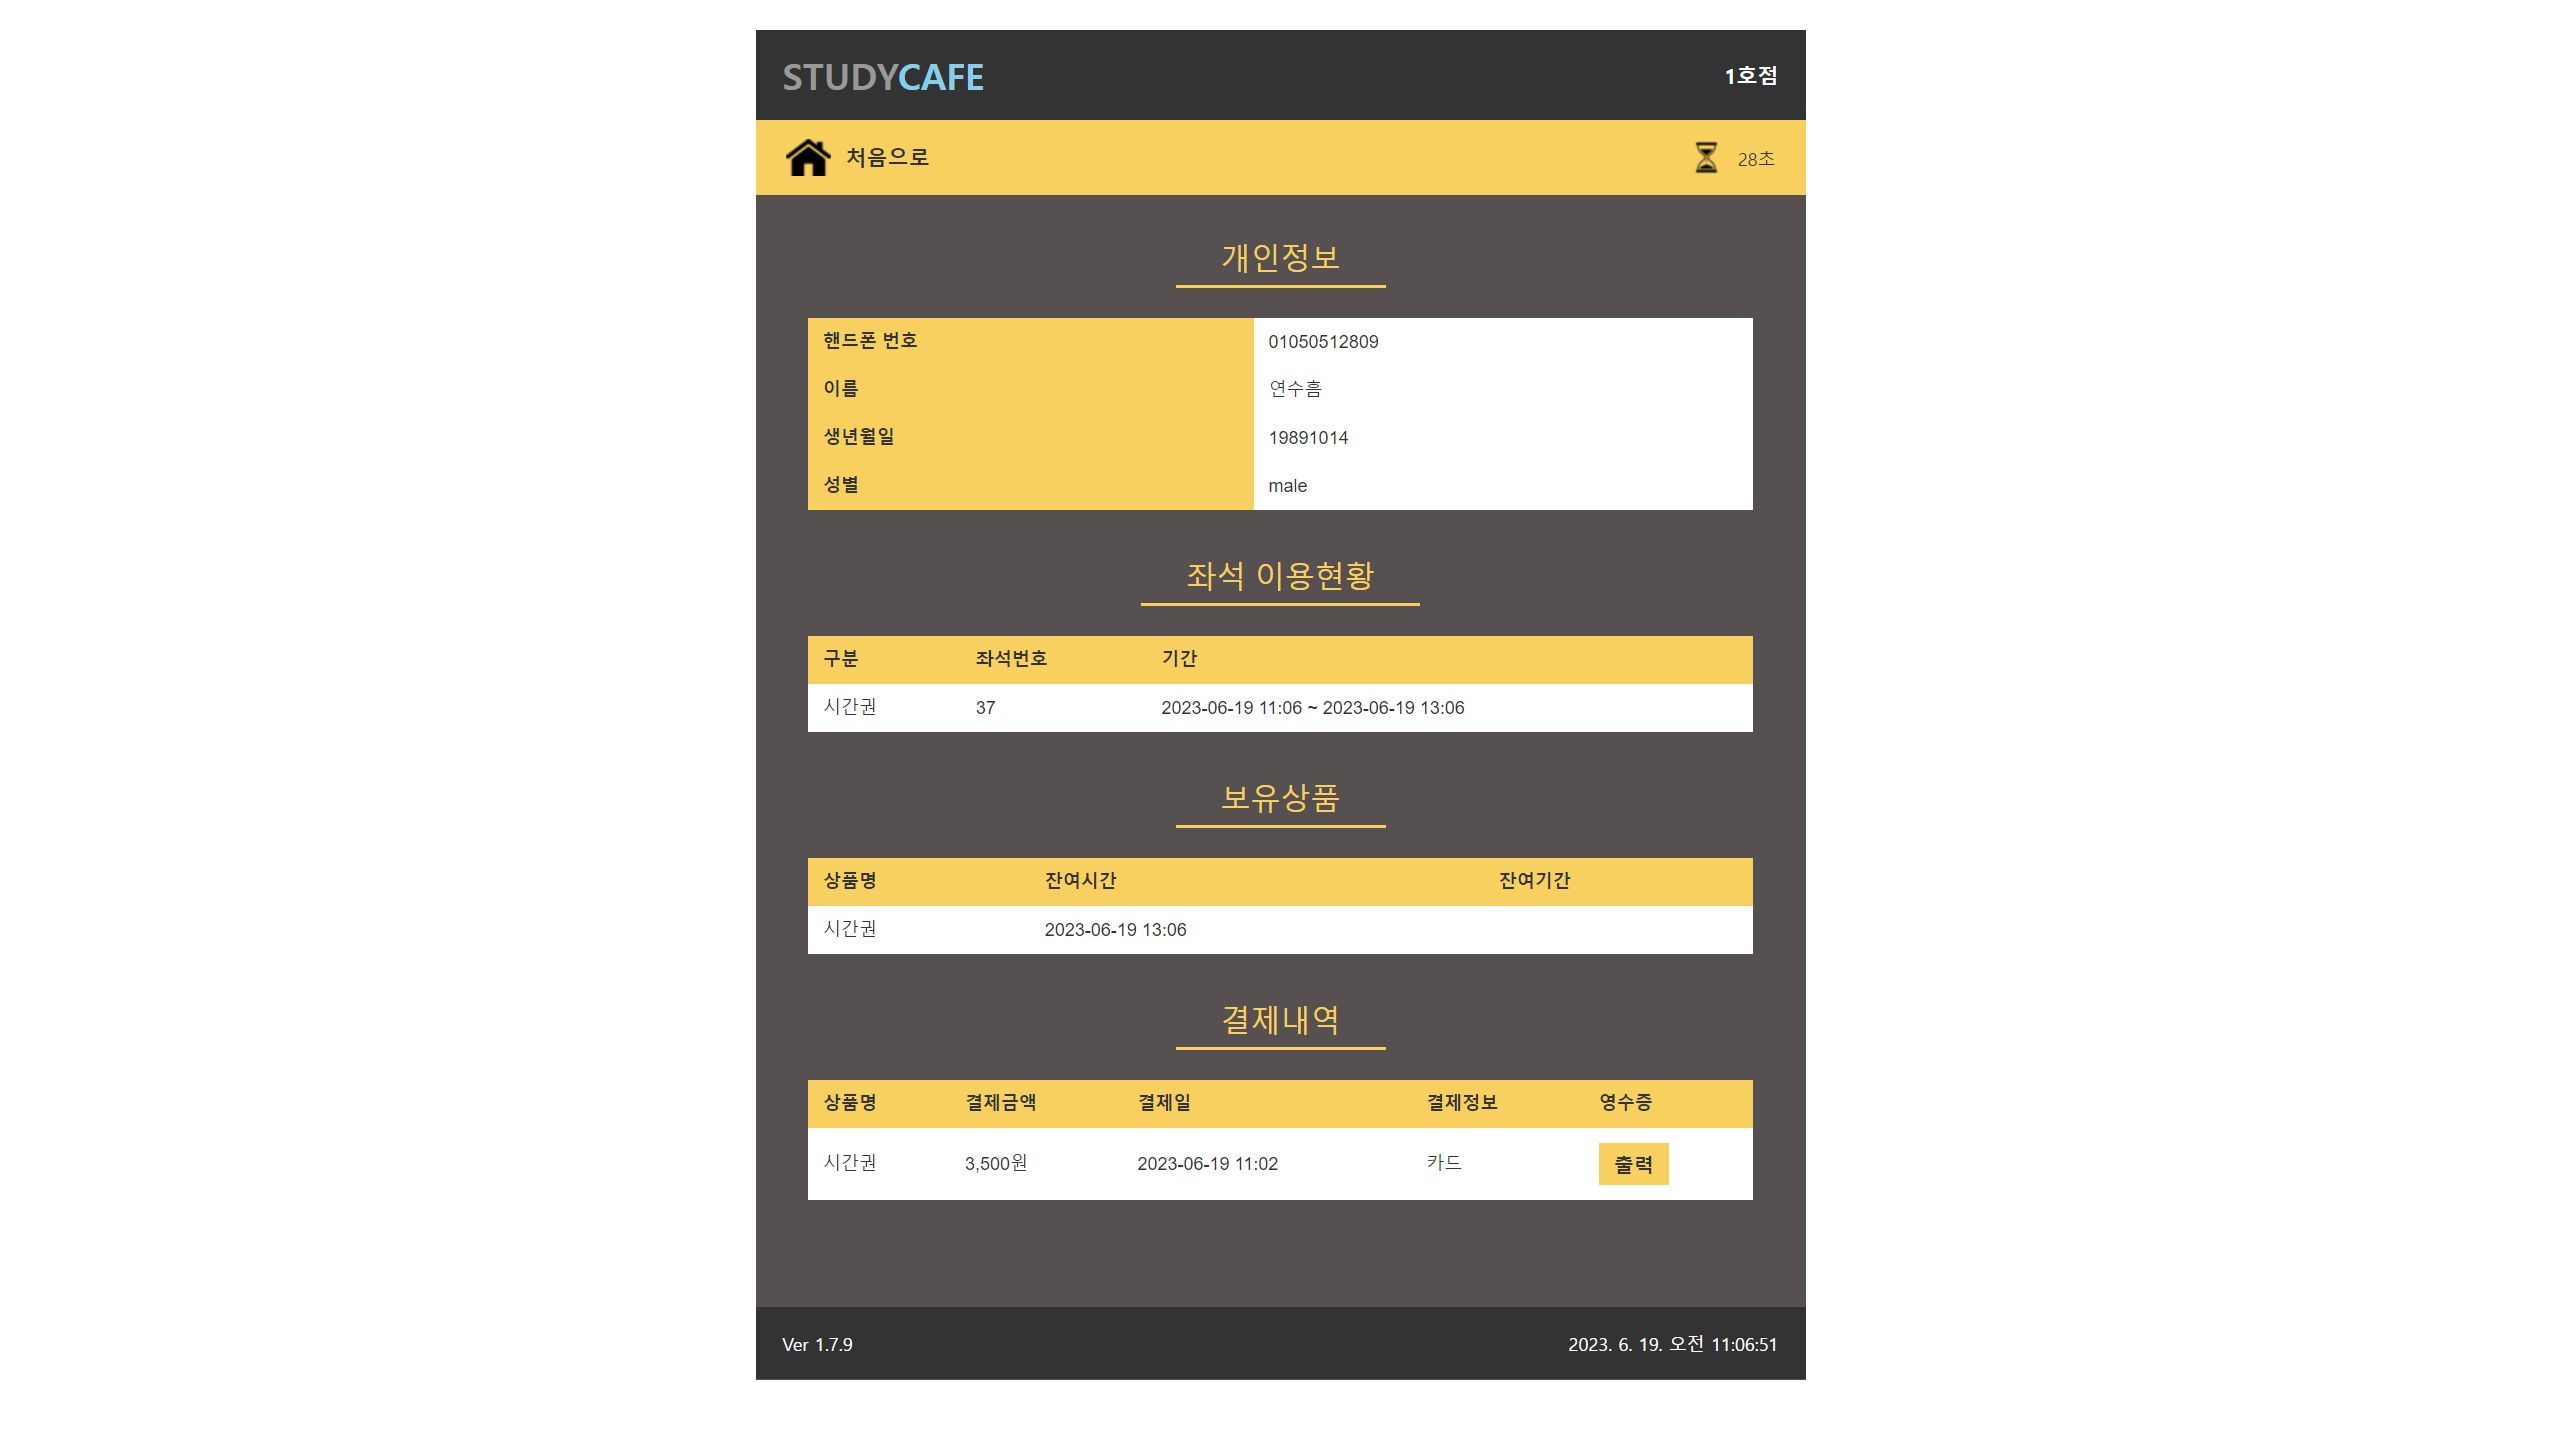 STUDYCAFE 1호점
처음으로 28초
개인정보
핸드폰 번호 01050512809
이름 연수흠
생년월일 19891014
성별 male
좌석 이용현황
구분 좌석번호 기간
시간권 37 2023-06-19 11:06 ~ 2023-06-19 13:06
보유상품
상품명 잔여시간 잔여기간
시간권 2023-06-19 13:06
결제내역
상품명 결제금액 결제일 결제정보 영수증
시간권 3,500원 2023-06-19 11:02 카드 출력
Ver 1.7.9 2023. 6. 19. 오전 11:06:51